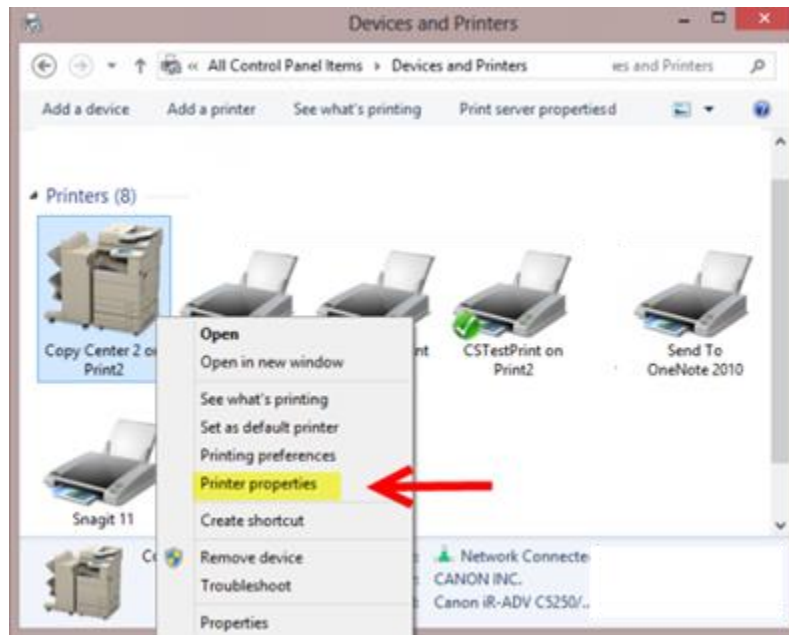 Devices and Printers
« All Control Panel Items › Devices and Printers
es and Printers
Add a device
Add a printer
See what's printing
Print server properties d
Printers (8)
Copy Center 2 on
Print2
nt
CSTestPrint on
Print2
Send To
OneNote 2010
Snagit 11
Open
Open in new window
See what's printing
Set as default printer
Printing preferences
Printer properties
Create shortcut
Remove device
Troubleshoot
Properties
Network Connecte
CANON INC.
Canon iR-ADV C5250/..